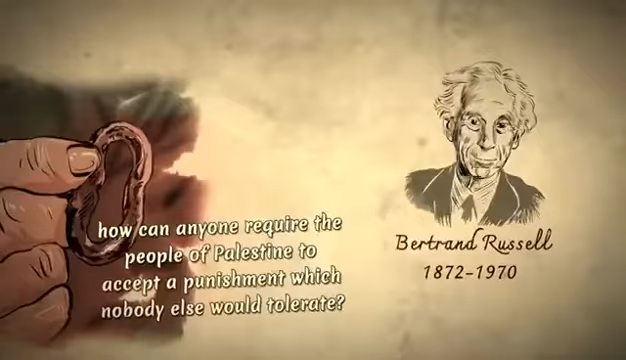 how can anyone require the
people of Palestine to
accept a punishment which
nobody else would tolerate?
Bertrand Russell
1872-1970